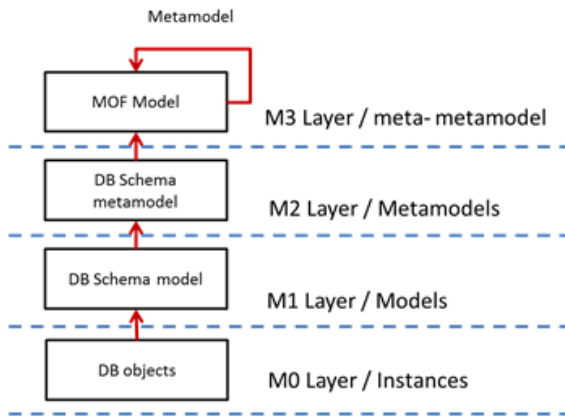 Metamodel
MOF Model
M3 Layer / meta- metamodel
DB Schema
metamodel
M2 Layer / Metamodels
DB Schema model
M1 Layer / Models
DB objects
M0 Layer / Instances